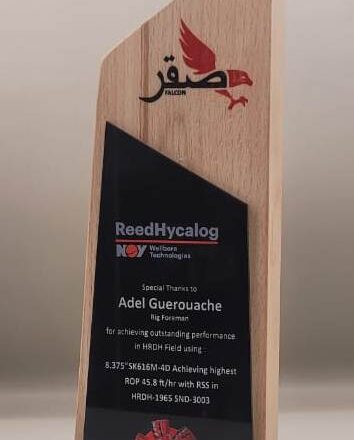 صقر
FALCON
ReedHycalog
NOV Wellbore
Technologies
Special Thanks to
Adel Guerouache
Rig Foreman
for achieving outstanding performance
in HRDH Field using
8.375"SK616M-4D Achieving highest
ROP 45.8 ft/hr with RSS in
HRDH-1965 SND-3003